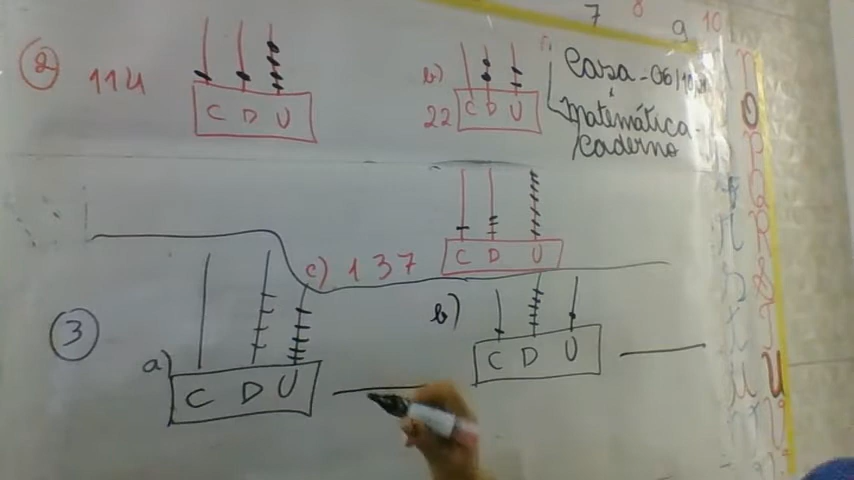 7 8 9 10
2 114
C D U
b)
22 C D U
Casa - 06/10
Matemática -
Caderno
c) 137 C D U
3
a) C D U
b) C D U